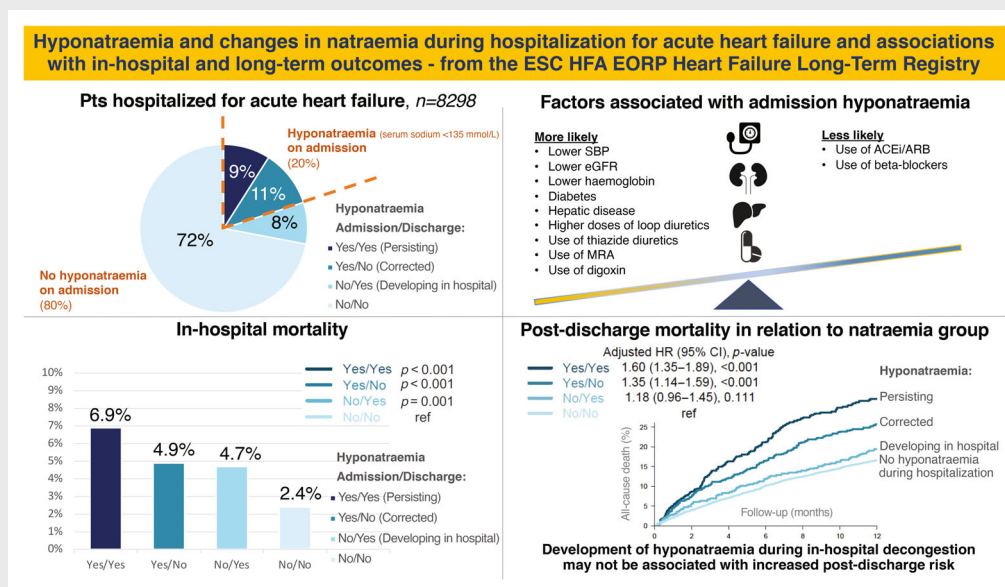 Hyponatraemia and changes in natraemia during hospitalization for acute heart failure and associations
with in-hospital and long-term outcomes - from the ESC HFA EORP Heart Failure Long-Term Registry
Pts hospitalized for acute heart failure, n=8298
Hyponatraemia (serum sodium <135 mmol/L)
on admission
(20%)
9%
11%
8%
72%
No hyponatraemia
on admission
(80%)
Hyponatraemia
Admission/Discharge:
Yes/Yes (Persisting)
Yes/No (Corrected)
No/Yes (Developing in hospital)
No/No
Factors associated with admission hyponatraemia
More likely
• Lower SBP
• Lower eGFR
• Lower haemoglobin
• Diabetes
• Hepatic disease
• Higher doses of loop diuretics
• Use of thiazide diuretics
• Use of MRA
• Use of digoxin
Less likely
• Use of ACEi/ARB
• Use of beta-blockers
In-hospital mortality
Yes/Yes p < 0.001
Yes/No p < 0.001
No/Yes p = 0.001
No/No ref
10%
9%
8%
7%
6%
5%
4%
3%
2%
1%
0%
6.9%
4.9%
4.7%
2.4%
Yes/Yes
Yes/No
No/Yes
No/No
Hyponatraemia
Admission/Discharge:
Yes/Yes (Persisting)
Yes/No (Corrected)
No/Yes (Developing in hospital)
No/No
Post-discharge mortality in relation to natraemia group
Adjusted HR (95% CI), p-value
Yes/Yes 1.60 (1.35–1.89), <0.001
Yes/No 1.35 (1.14–1.59), <0.001
No/Yes 1.18 (0.96–1.45), 0.111
No/No ref
Hyponatraemia:
Persisting
Corrected
Developing in hospital
No hyponatraemia
during hospitalization
All-cause death (%)
25
20
15
10
5
0
0 2 4 6 8 10 12
Follow-up (months)
Development of hyponatraemia during in-hospital decongestion
may not be associated with increased post-discharge risk